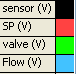 sensor (V)
SP (V)
valve (V)
Flow (V)